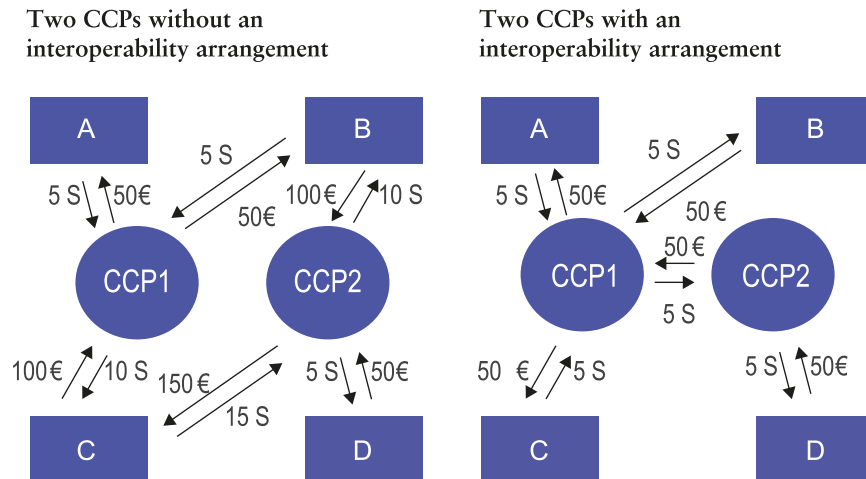 Two CCPs without an
interoperability arrangement
A
B
5 S
5 S
50€
50€
100€
10 S
CCP1
CCP2
100€
10 S
150€
15 S
5 S
50€
C
D
Two CCPs with an
interoperability arrangement
A
B
5 S
5 S
50€
50€
50€
CCP1
CCP2
5 S
50 €
5 S
5 S
50€
C
D